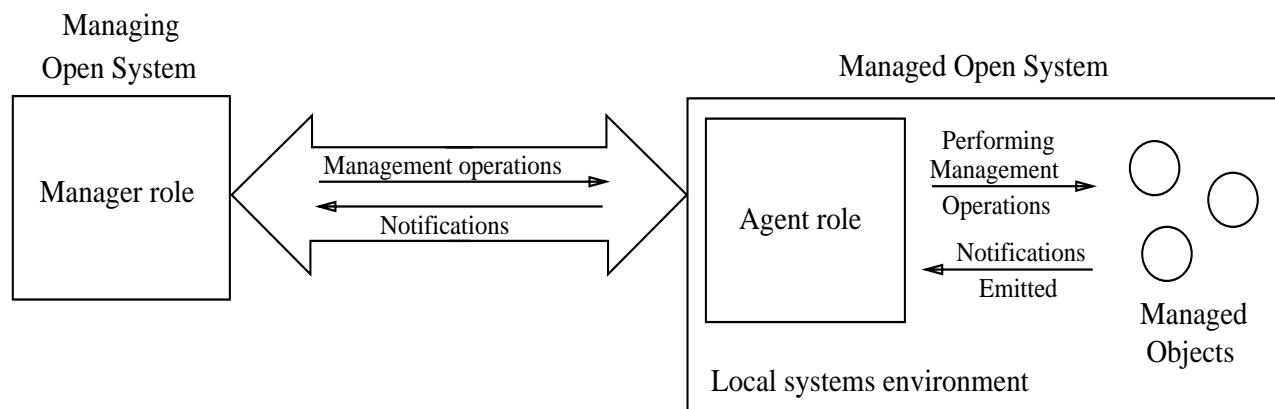 Managing
Open System
Manager role
Management operations
Notifications
Managed Open System
Agent role
Performing
Management
Operations
Notifications
Emitted
Managed
Objects
Local systems environment